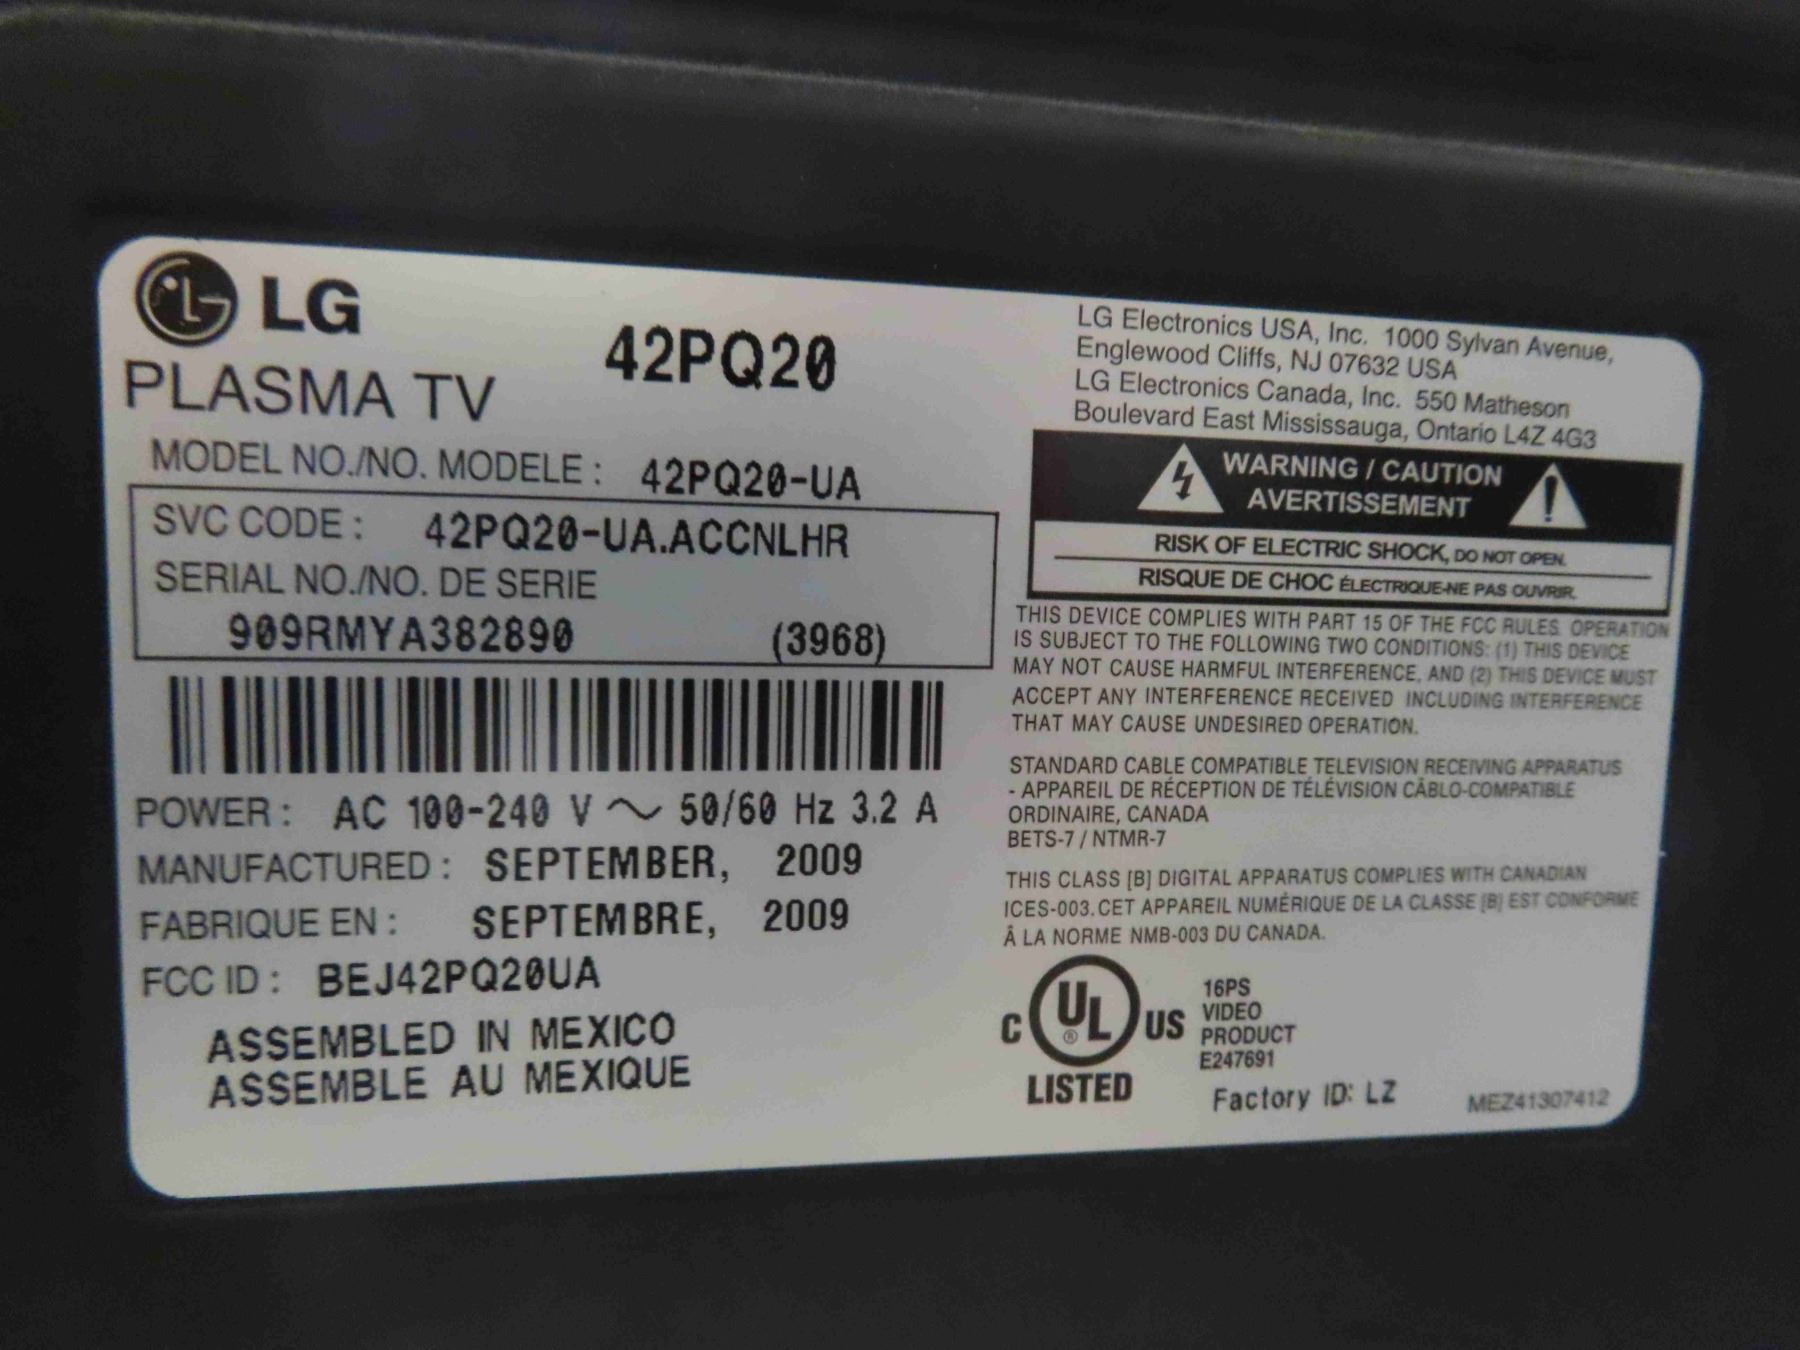 LG
PLASMA TV
42PQ20
MODEL NO./NO. MODELE : 42PQ20-UA
SVC CODE : 42PQ20-UA.ACCNLHR
SERIAL NO./NO. DE SERIE
909RMYA382890 (3968)
POWER : AC 100-240 V ~ 50/60 Hz 3.2 A
MANUFACTURED : SEPTEMBER, 2009
FABRIQUE EN : SEPTEMBRE, 2009
FCC ID : BEJ42PQ20UA
ASSEMBLED IN MEXICO
ASSEMBLE AU MEXIQUE
LG Electronics USA, Inc. 1000 Sylvan Avenue,
Englewood Cliffs, NJ 07632 USA
LG Electronics Canada, Inc. 550 Matheson
Boulevard East Mississauga, Ontario L4Z 4G3
WARNING / CAUTION
AVERTISSEMENT
RISK OF ELECTRIC SHOCK, DO NOT OPEN.
RISQUE DE CHOC ÉLECTRIQUE-NE PAS OUVRIR.
THIS DEVICE COMPLIES WITH PART 15 OF THE FCC RULES. OPERATION
IS SUBJECT TO THE FOLLOWING TWO CONDITIONS: (1) THIS DEVICE
MAY NOT CAUSE HARMFUL INTERFERENCE, AND (2) THIS DEVICE MUST
ACCEPT ANY INTERFERENCE RECEIVED INCLUDING INTERFERENCE
THAT MAY CAUSE UNDESIRED OPERATION.
STANDARD CABLE COMPATIBLE TELEVISION RECEIVING APPARATUS
- APPAREIL DE RÉCEPTION DE TÉLÉVISION CÂBLO-COMPATIBLE
ORDINAIRE, CANADA
BETS-7 / NTMR-7
THIS CLASS [B] DIGITAL APPARATUS COMPLIES WITH CANADIAN
ICES-003. CET APPAREIL NUMÉRIQUE DE LA CLASSE [B] EST CONFORME
Â LA NORME NMB-003 DU CANADA.
C UL ® US
LISTED
16PS
VIDEO
PRODUCT
E247691
Factory ID: LZ
MEZ41307412